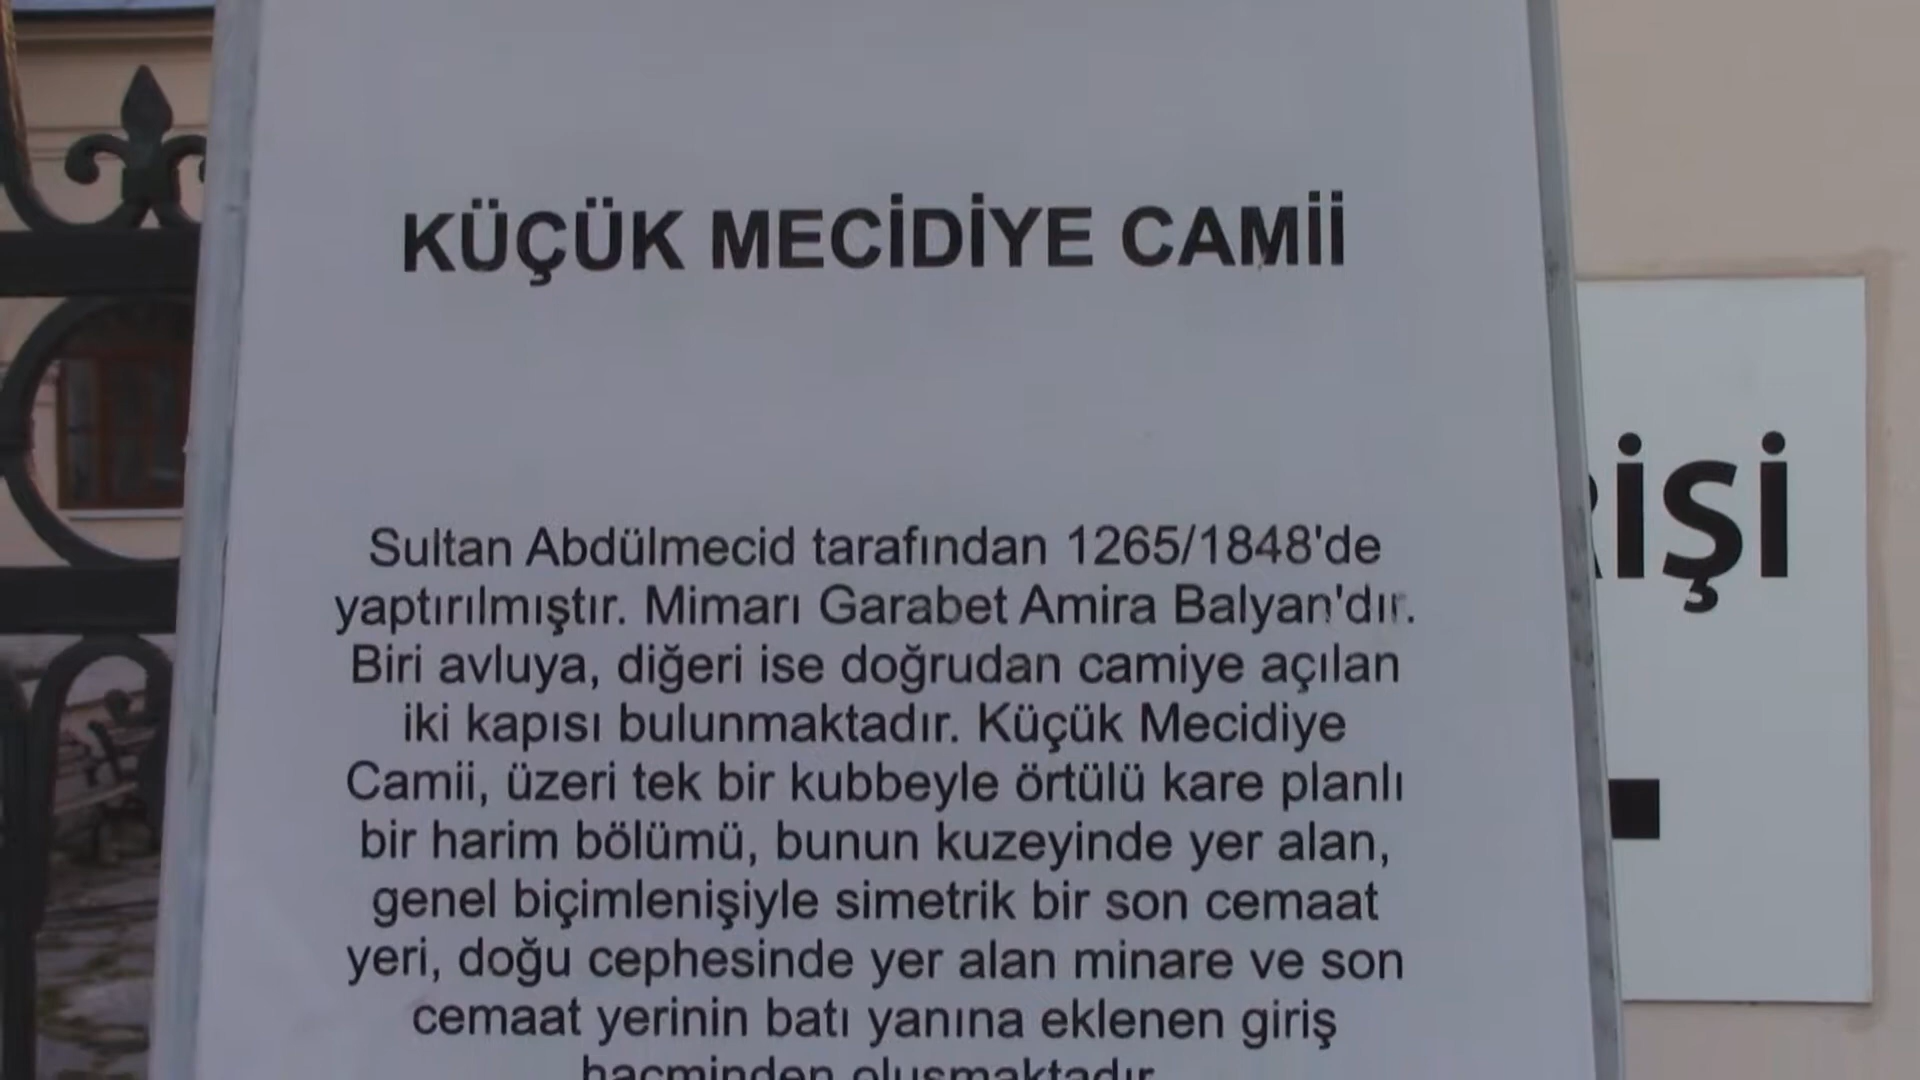 KÜÇÜK MECİDİYE CAMİİ
Sultan Abdülmecid tarafından 1265/1848'de
yaptırılmıştır. Mimarı Garabet Amira Balyan'dır.
Biri avluya, diğeri ise doğrudan camiye açılan
iki kapısı bulunmaktadır. Küçük Mecidiye
Camii, üzeri tek bir kubbeyle örtülü kare planlı
bir harim bölümü, bunun kuzeyinde yer alan,
genel biçimlenişiyle simetrik bir son cemaat
yeri, doğu cephesinde yer alan minare ve son
cemaat yerinin batı yanına eklenen giriş
hacminden oluşmaktadır